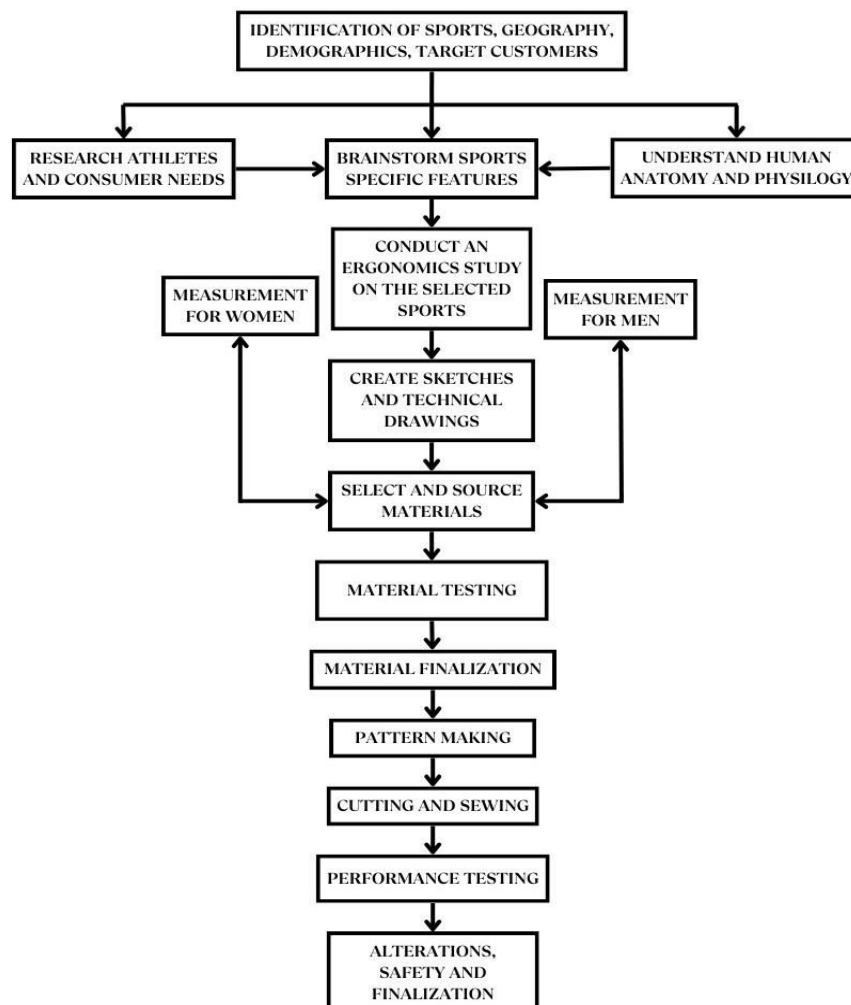 IDENTIFICATION OF SPORTS, GEOGRAPHY,
DEMOGRAPHICS, TARGET CUSTOMERS
RESEARCH ATHLETES
AND CONSUMER NEEDS
BRAINSTORM SPORTS
SPECIFIC FEATURES
UNDERSTAND HUMAN
ANATOMY AND PHYSILOGY
CONDUCT AN
ERGONOMICS STUDY
ON THE SELECTED
SPORTS
MEASUREMENT
FOR WOMEN
MEASUREMENT
FOR MEN
CREATE SKETCHES
AND TECHNICAL
DRAWINGS
SELECT AND SOURCE
MATERIALS
MATERIAL TESTING
MATERIAL FINALIZATION
PATTERN MAKING
CUTTING AND SEWING
PERFORMANCE TESTING
ALTERATIONS,
SAFETY AND
FINALIZATION